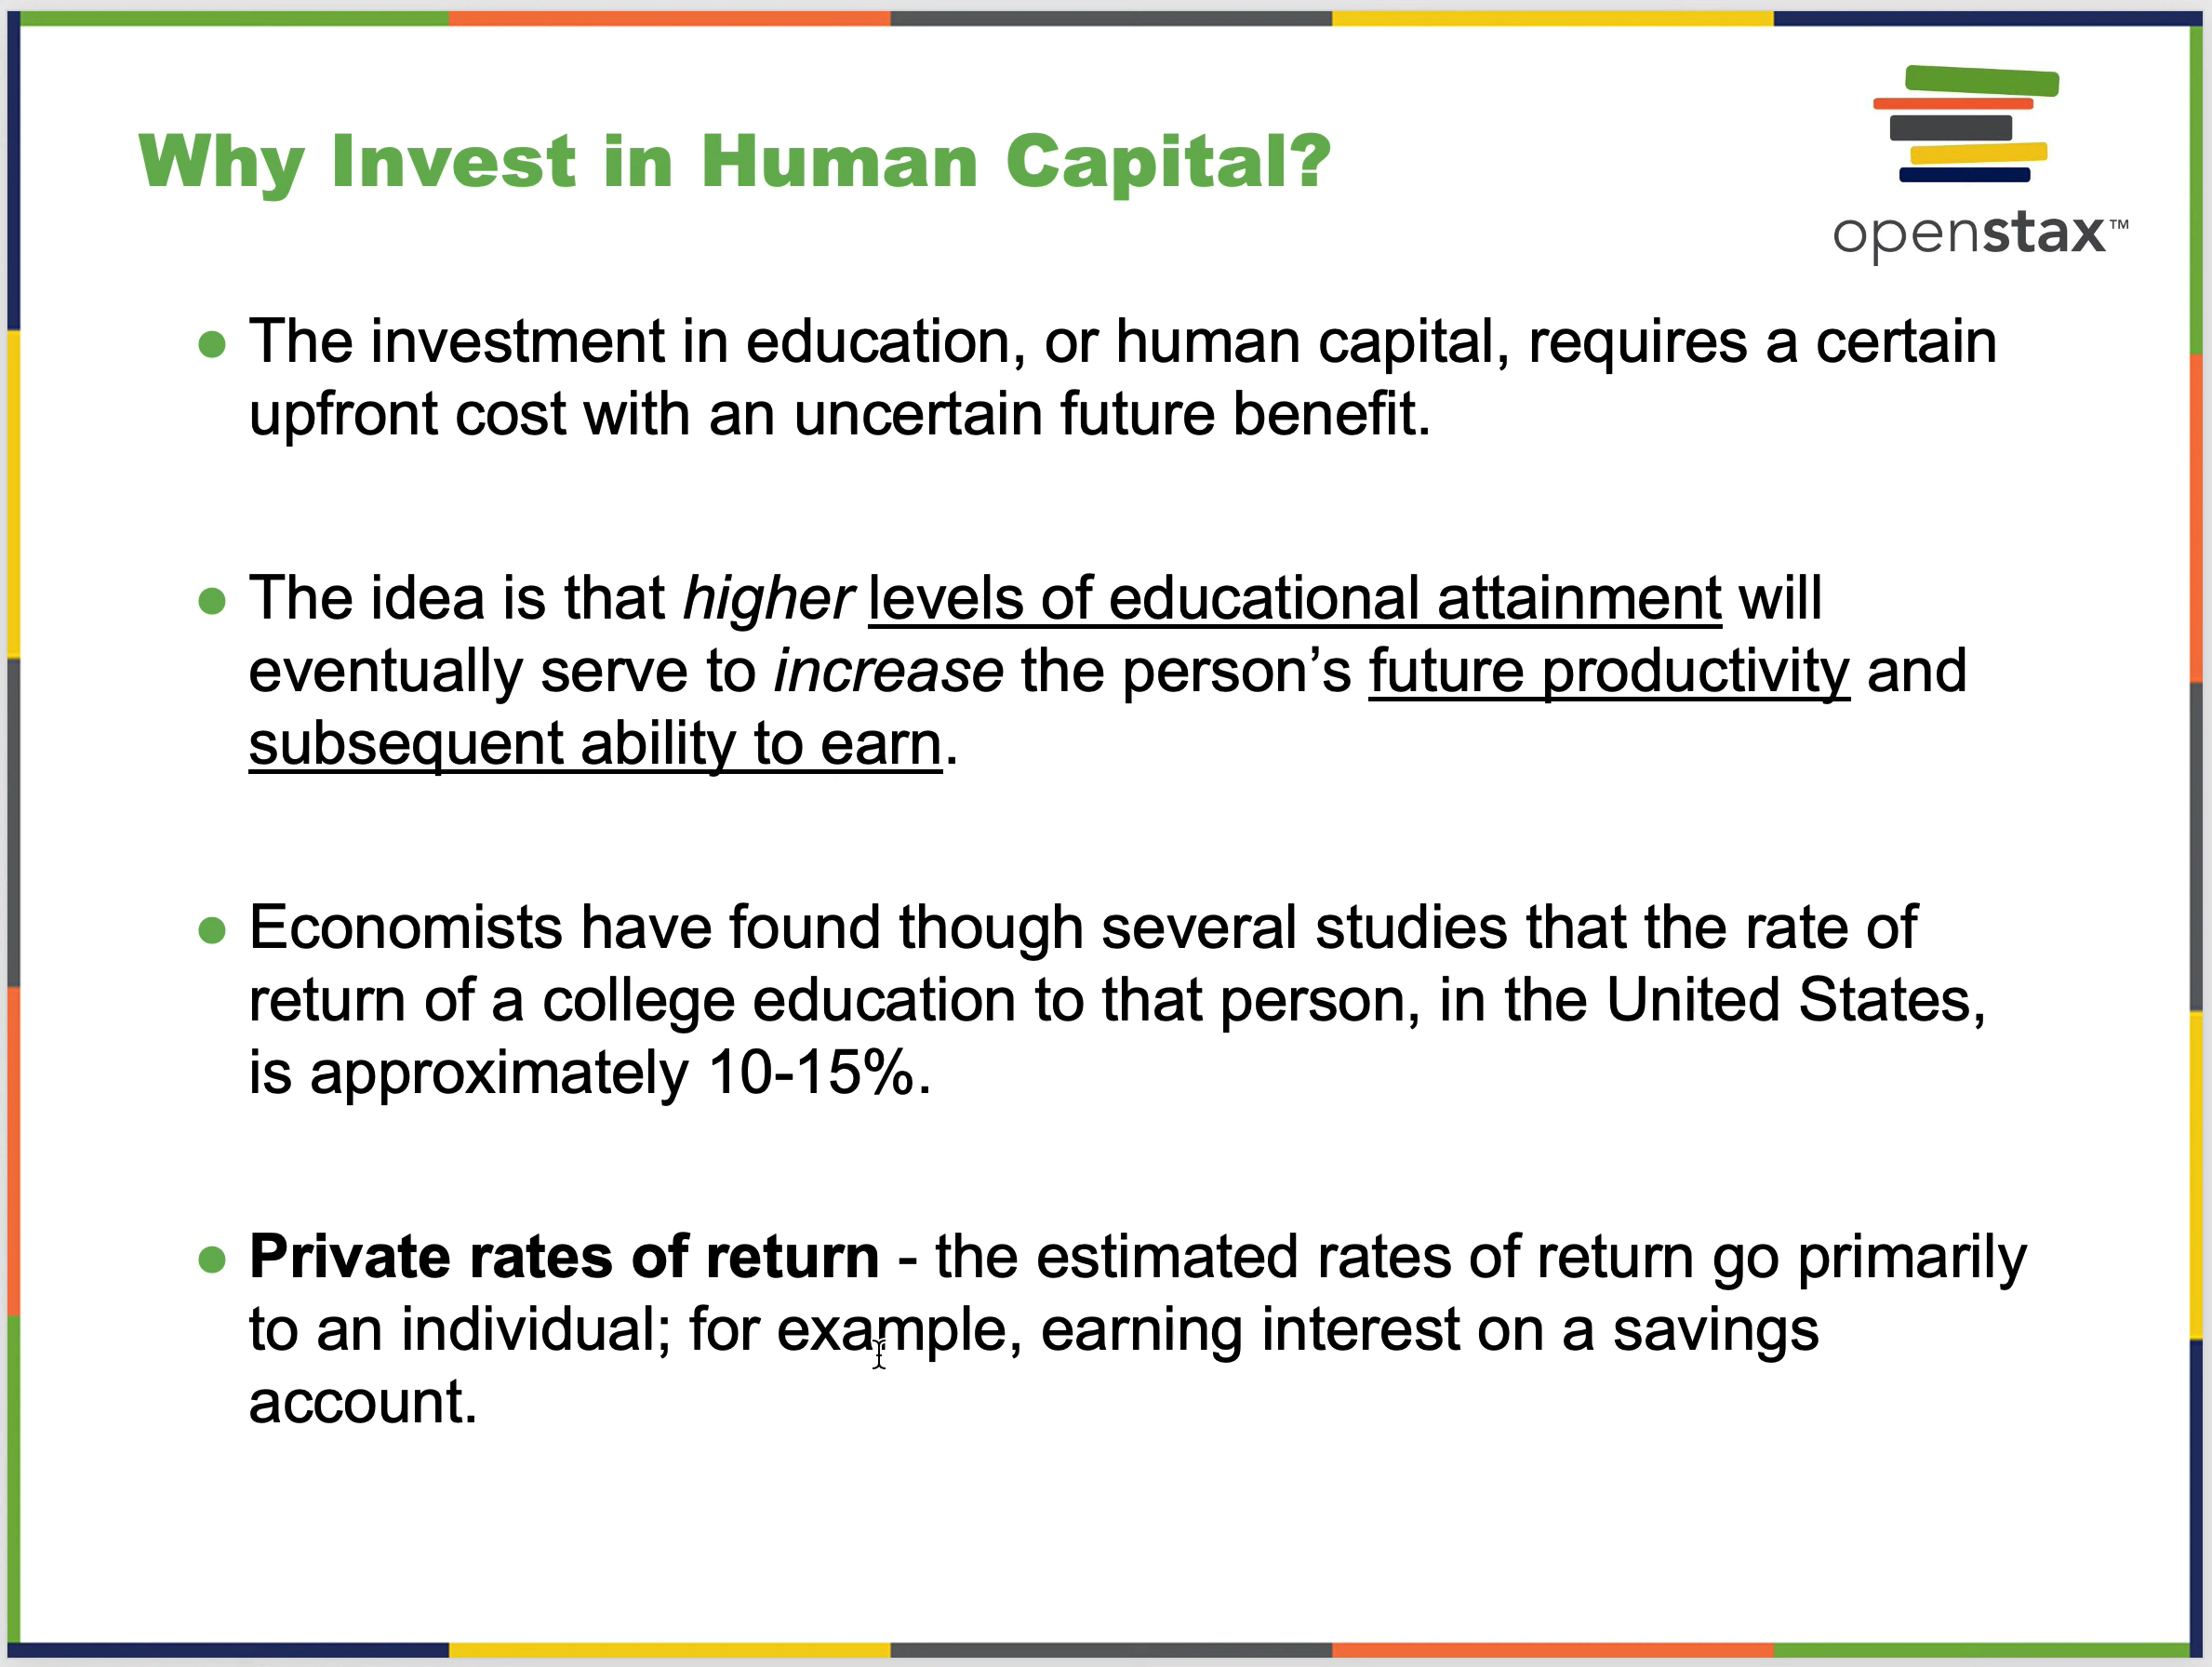 Why Invest in Human Capital?
openstax™
• The investment in education, or human capital, requires a certain
upfront cost with an uncertain future benefit.
• The idea is that higher levels of educational attainment will
eventually serve to increase the person’s future productivity and
subsequent ability to earn.
• Economists have found though several studies that the rate of
return of a college education to that person, in the United States,
is approximately 10-15%.
• Private rates of return - the estimated rates of return go primarily
to an individual; for example, earning interest on a savings
account.